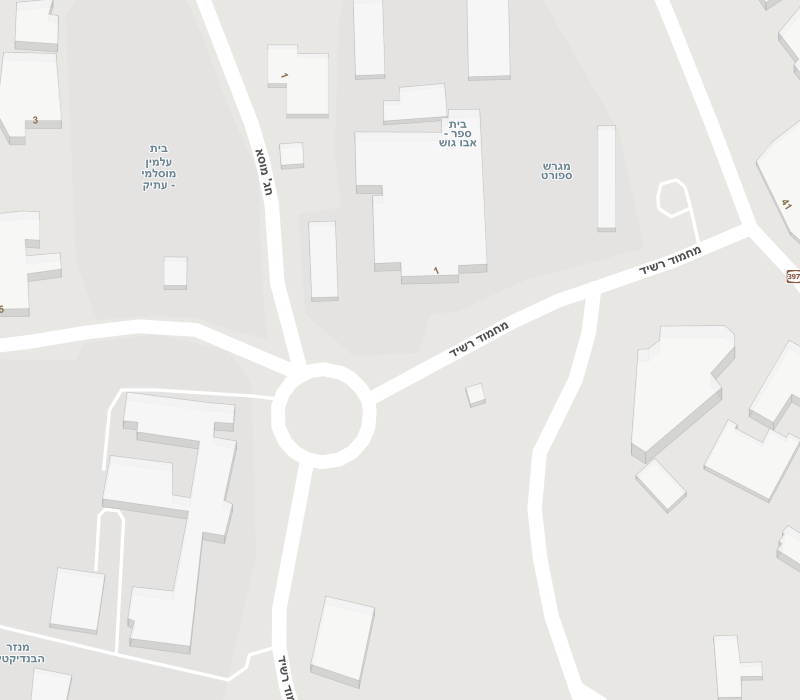 1
3
בית
ספר -
אבו גוש
בית
עלמין
מוסלמי
- עתיק
חג' מוסא
מגרש
ספורט
41
מחמוד רשיד
1
397
מחמוד רשיד
מנזר